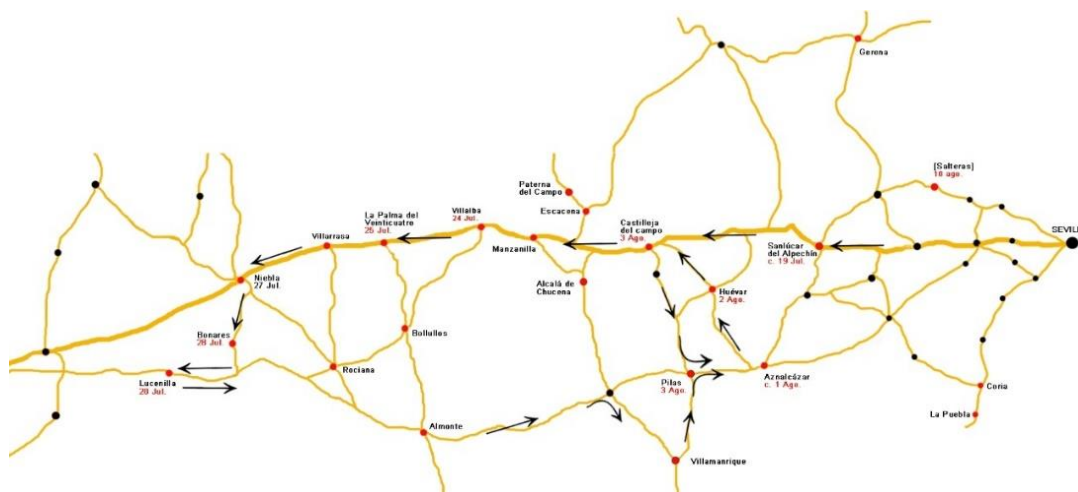 Gerona
(Salteras)
16 ago.
SEVILL
Paterna
del Campo
Escacena
Villalba
24 Jul.
La Palma del
Veinticuatro
25 Jul.
Villarrasa
Manzanilla
Castilleja
del campo
3 Ago.
Sanlúcar
del Alpechín
c. 19 Jul.
Niebla
27 Jul.
Alcalá de
Chucena
Huévar
2 Ago.
Bonares
28 Jul.
Bollullos
Lucenilla
28 Jul.
Rociana
Pilas
3 Ago.
Aznalcázar
c. 1 Ago.
Coria
La Puebla
Almonte
Villamanrique